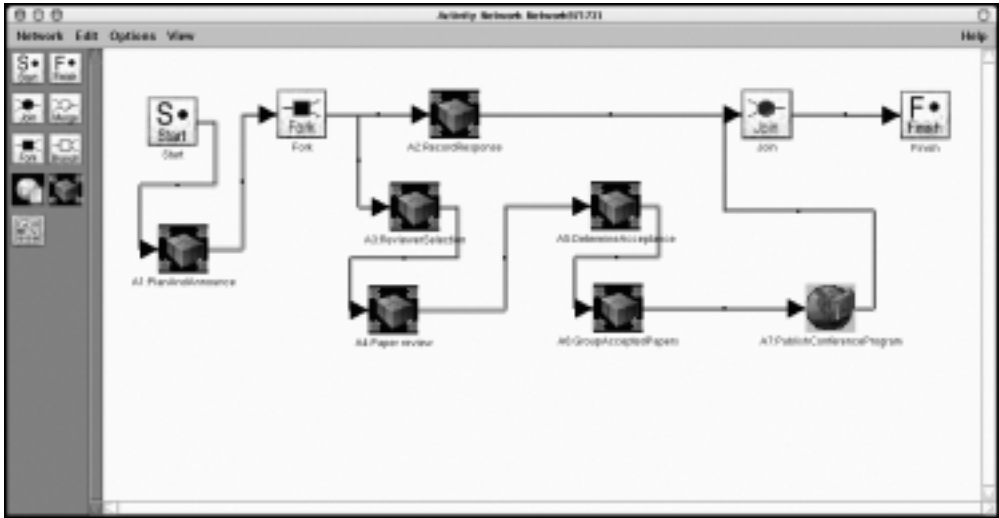 Activity Network
Network Edit Options View Help
S Start F Finish
Join Merge
Fork Branch
S Start
Start
Fork
Fork
A2:RecordResponse
Join
Join
F Finish
Finish
A3:ReviewerSelection
A5:DetermineAcceptance
A1:PlanAndAnnounce
A4:Paper review
A6:GroupAcceptedPapers
A7:PublishConferenceProgram